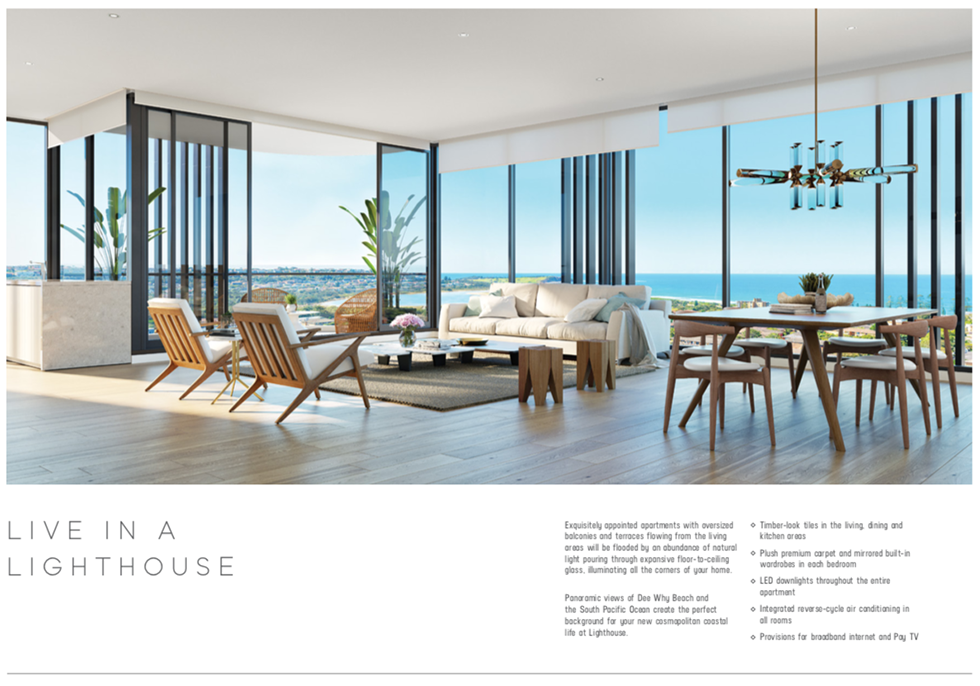 LIVE IN A
LIGHTHOUSE
Exquisitely appointed apartments with oversized
balconies and terraces flowing from the living
areas will be flooded by an abundance of natural
light pouring through expansive floor-to-ceiling
glass, illuminating all the corners of your home.
Panoramic views of Dee Why Beach and
the South Pacific Ocean create the perfect
background for your new cosmopolitan coastal
life at Lighthouse.
Timber-look tiles in the living, dining and
kitchen areas
Plush premium carpet and mirrored built-in
wardrobes in each bedroom
LED downlights throughout the entire
apartment
Integrated reverse-cycle air conditioning in
all rooms
Provisions for broadband internet and Pay TV